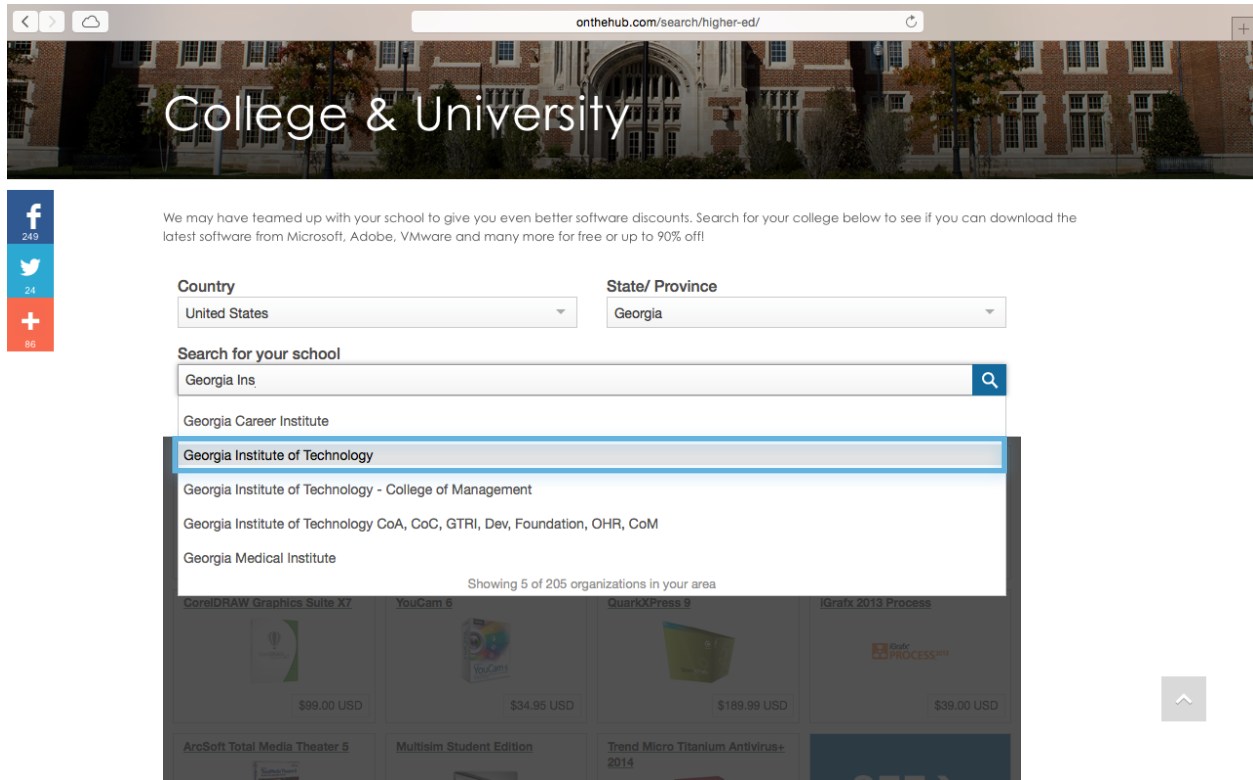 onthehub.com/search/higher-ed/
College & University
249
24
86
We may have teamed up with your school to give you even better software discounts. Search for your college below to see if you can download the
latest software from Microsoft, Adobe, VMware and many more for free or up to 90% off!
Country
State/ Province
United States
Georgia
Search for your school
Georgia Ins
Georgia Career Institute
Georgia Institute of Technology
Georgia Institute of Technology - College of Management
Georgia Institute of Technology CoA, CoC, GTRI, Dev, Foundation, OHR, CoM
Georgia Medical Institute
Showing 5 of 205 organizations in your area
CorelDRAW Graphics Suite X7
YouCam 6
QuarkXPress 9
iGrafx 2013 Process
YouCam
iGrafx
PROCESS 2013
$99.00 USD
$34.95 USD
$189.99 USD
$39.00 USD
ArcSoft Total Media Theater 5
Multisim Student Edition
Trend Micro Titanium Antivirus+
2014